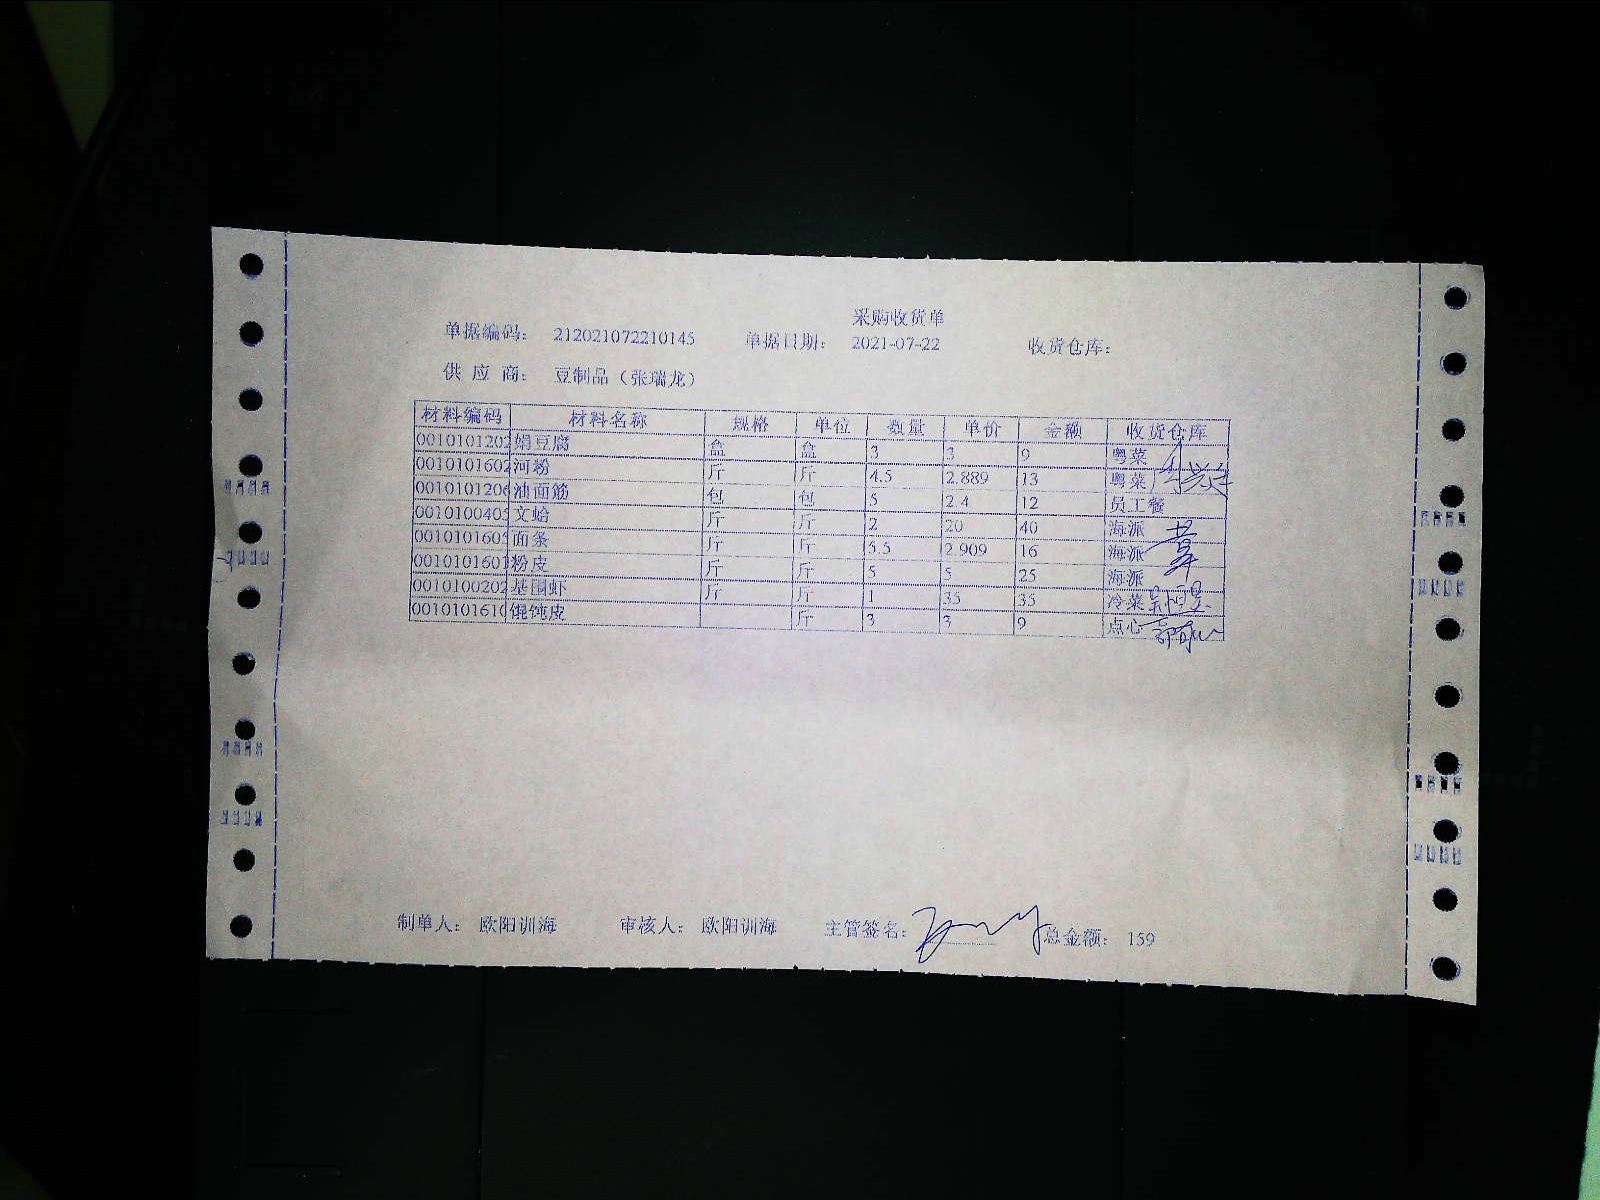 采购收货单
单据编码： 212021072210145 单据日期： 2021-07-22 收货仓库：
供 应 商： 豆制品（张瑞龙）
材料编码 材料名称 规格 单位 数量 单价 金额 收货仓库
0010101202 绢豆腐 盒 盒 3 3 9 粤菜
0010101602 河粉 斤 斤 4.5 2.889 13 粤菜
0010101206 油面筋 包 包 5 2.4 12 员工餐
0010100405 文蛤 斤 斤 2 20 40 海派
0010101605 面条 斤 斤 5.5 2.909 16 海派
0010101601 粉皮 斤 斤 5 5 25 海派
0010100202 基围虾 斤 斤 1 35 35 冷菜
0010101610 馄饨皮 斤 3 3 9 点心
制单人： 欧阳训海 审核人： 欧阳训海 主管签名： 总金额： 159